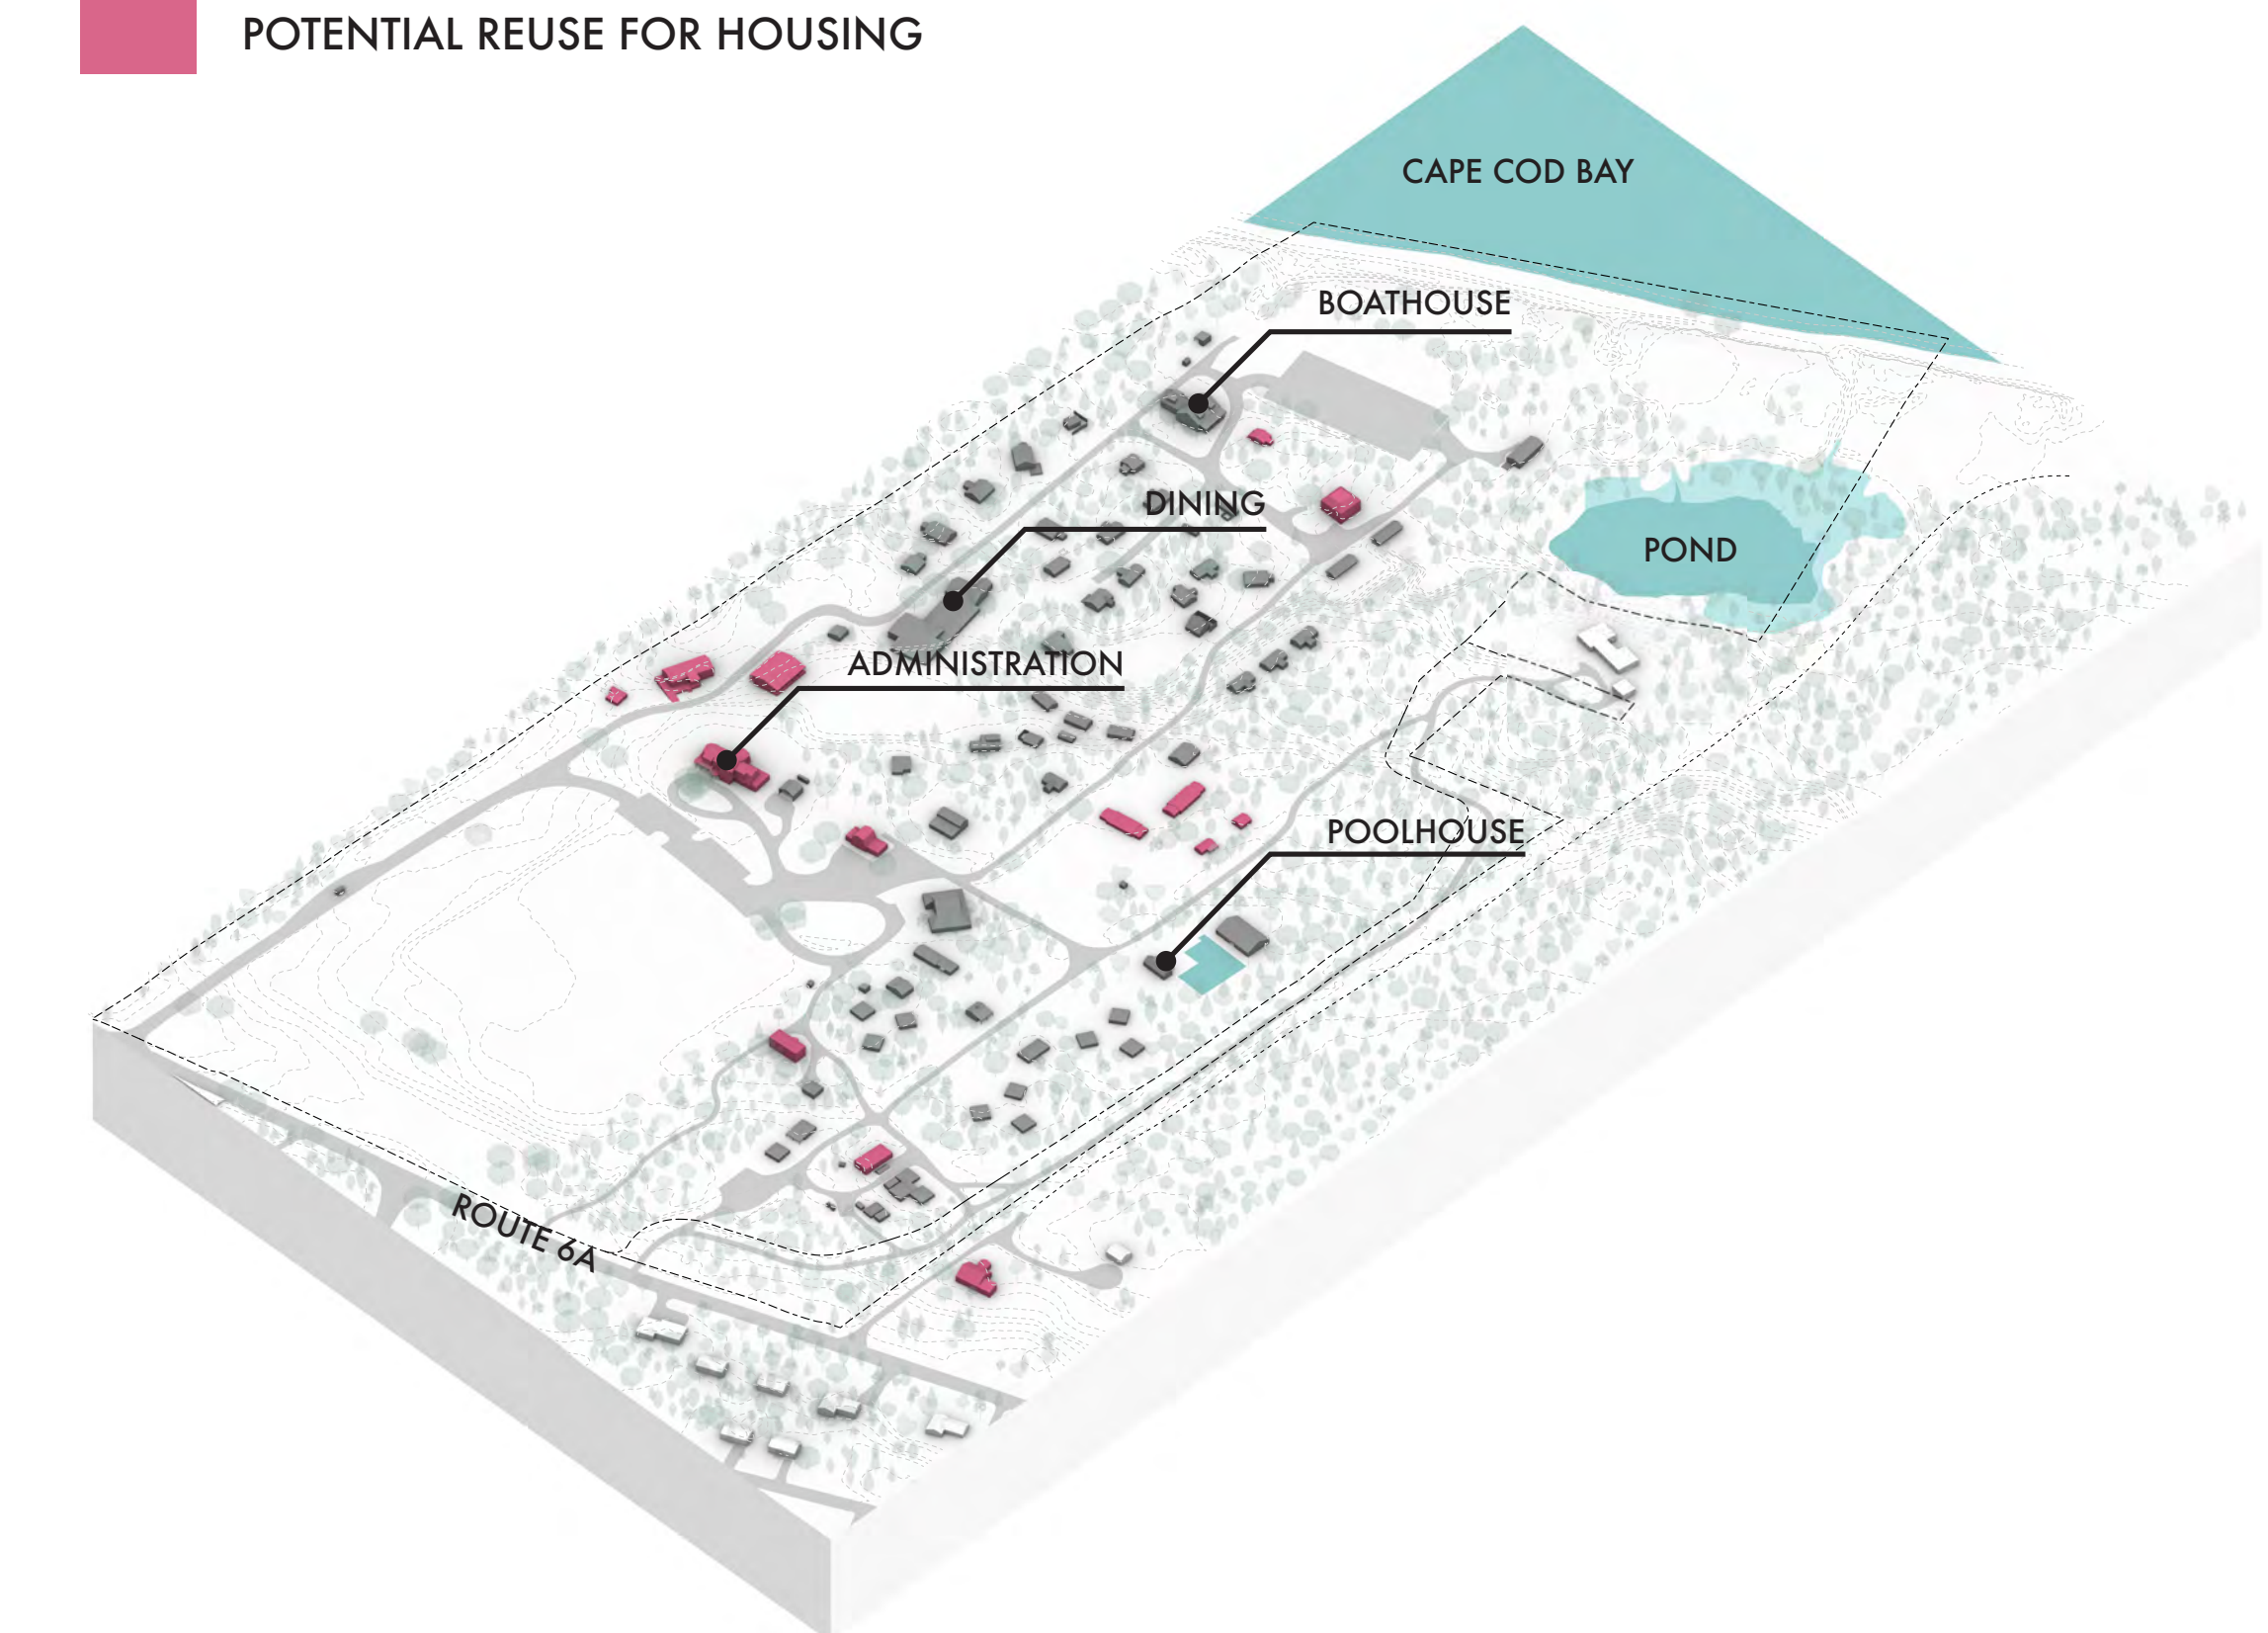 POTENTIAL REUSE FOR HOUSING
CAPE COD BAY
BOATHOUSE
DINING
POND
ADMINISTRATION
POOLHOUSE
ROUTE 6A